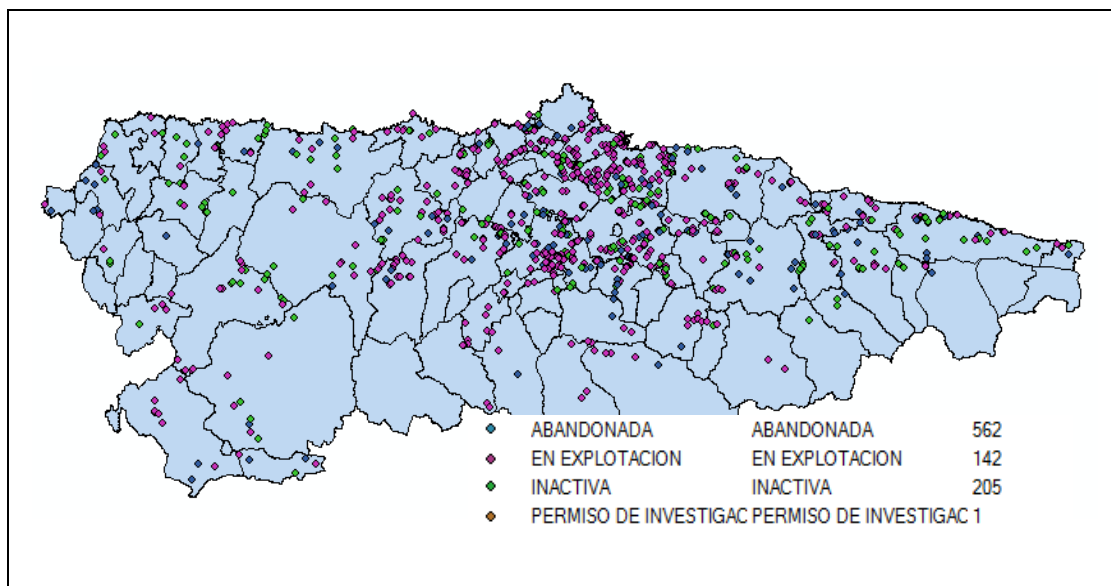 ABANDONADA ABANDONADA 562
EN EXPLOTACION EN EXPLOTACION 142
INACTIVA INACTIVA 205
PERMISO DE INVESTIGAC PERMISO DE INVESTIGAC 1